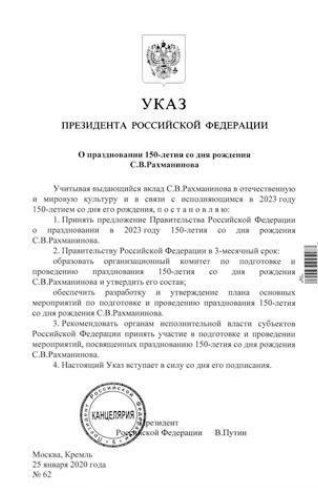 УКАЗ
ПРЕЗИДЕНТА РОССИЙСКОЙ ФЕДЕРАЦИИ
О праздновании 150-летия со дня рождения
С.В.Рахманинова
Учитывая выдающийся вклад С.В.Рахманинова в отечественную
и мировую культуру и в связи с исполняющимся в 2023 году
150-летием со дня его рождения, п о с т а н о в л я ю:
1. Принять предложение Правительства Российской Федерации
о праздновании в 2023 году 150-летия со дня рождения
С.В.Рахманинова.
2. Правительству Российской Федерации в 3-месячный срок:
образовать организационный комитет по подготовке и
проведению празднования 150-летия со дня рождения
С.В.Рахманинова и утвердить его состав;
обеспечить разработку и утверждение плана основных
мероприятий по подготовке и проведению празднования 150-летия
со дня рождения С.В.Рахманинова.
3. Рекомендовать органам исполнительной власти субъектов
Российской Федерации принять участие в подготовке и проведении
мероприятий, посвященных празднованию 150-летия со дня рождения
С.В.Рахманинова.
4. Настоящий Указ вступает в силу со дня его подписания.
КАНЦЕЛЯРИЯ
Президент
Российской Федерации В.Путин
Москва, Кремль
25 января 2020 года
№ 62